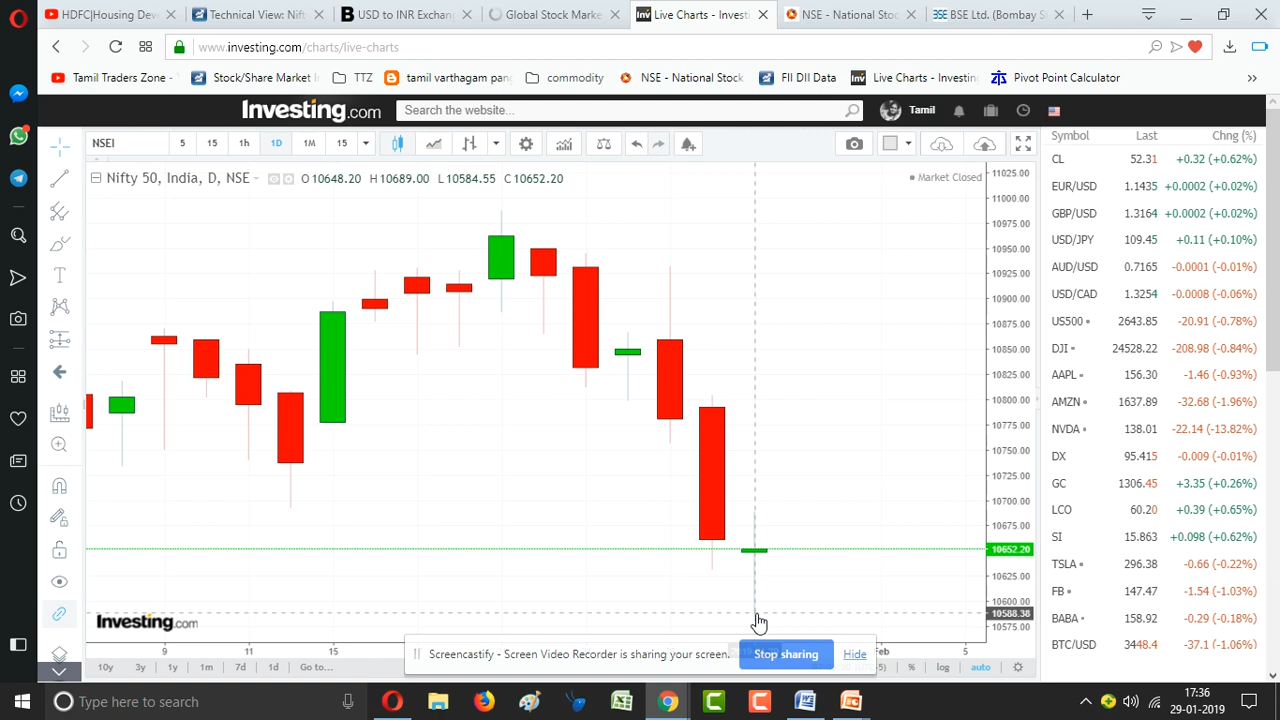 HDFC|Housing Dev
Technical View: Nift
USD to INR Exchan
Global Stock Marke
Live Charts - Investi
NSE - National Stoc
BSE Ltd. (Bombay S
www.investing.com/charts/live-charts
Tamil Traders Zone -
Stock/Share Market I
TTZ
tamil varthagam pan
commodity
NSE - National Stock
FII DII Data
Live Charts - Investin
Pivot Point Calculator
Investing.com
Search the website...
Tamil
NSEI
5 15 1h 1D 1M 15
Nifty 50, India, D, NSE
O 10648.20 H 10689.00 L 10584.55 C 10652.20
Market Closed
11025.00
11000.00
10975.00
10950.00
10925.00
10900.00
10875.00
10850.00
10825.00
10800.00
10775.00
10750.00
10725.00
10700.00
10675.00
10652.20
10625.00
10600.00
10588.38
10575.00
Symbol Last Chng (%)
CL 52.31 +0.32 (+0.62%)
EUR/USD 1.1435 +0.0002 (+0.02%)
GBP/USD 1.3164 +0.0002 (+0.02%)
USD/JPY 109.45 +0.11 (+0.10%)
AUD/USD 0.7165 -0.0001 (-0.01%)
USD/CAD 1.3254 -0.0008 (-0.06%)
US500 2643.85 -20.91 (-0.78%)
DJI 24528.22 -208.98 (-0.84%)
AAPL 156.30 -1.46 (-0.93%)
AMZN 1637.89 -32.68 (-1.96%)
NVDA 138.01 -22.14 (-13.82%)
DX 95.415 -0.009 (-0.01%)
GC 1306.45 +3.35 (+0.26%)
LCO 60.20 +0.39 (+0.65%)
SI 15.863 +0.098 (+0.62%)
TSLA 296.38 -0.66 (-0.22%)
FB 147.47 -1.54 (-1.03%)
BABA 158.92 -0.29 (-0.18%)
BTC/USD 3448.4 -37.1 (-1.06%)
Investing.com
9 11 15 Feb 5
10y 3y 1y 1m 7d 1d Go to...
% log auto
Screencastify - Screen Video Recorder is sharing your screen.
Stop sharing
Hide
Type here to search
17:36
29-01-2019